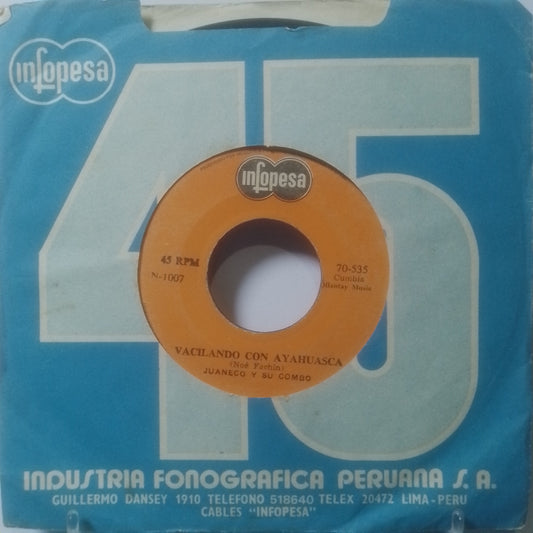 infopesa
45
infopesa
45 RPM
N-1007
70-535
Cumbia
Ollantay Music
VACILANDO CON AYAHUASCA
(Noé Fachin)
JUANECO Y SU COMBO
INDUSTRIA FONOGRAFICA PERUANA S. A.
GUILLERMO DANSEY 1910 TELEFONO 518640 TELEX 20472 LIMA-PERU
CABLES "INFOPESA"